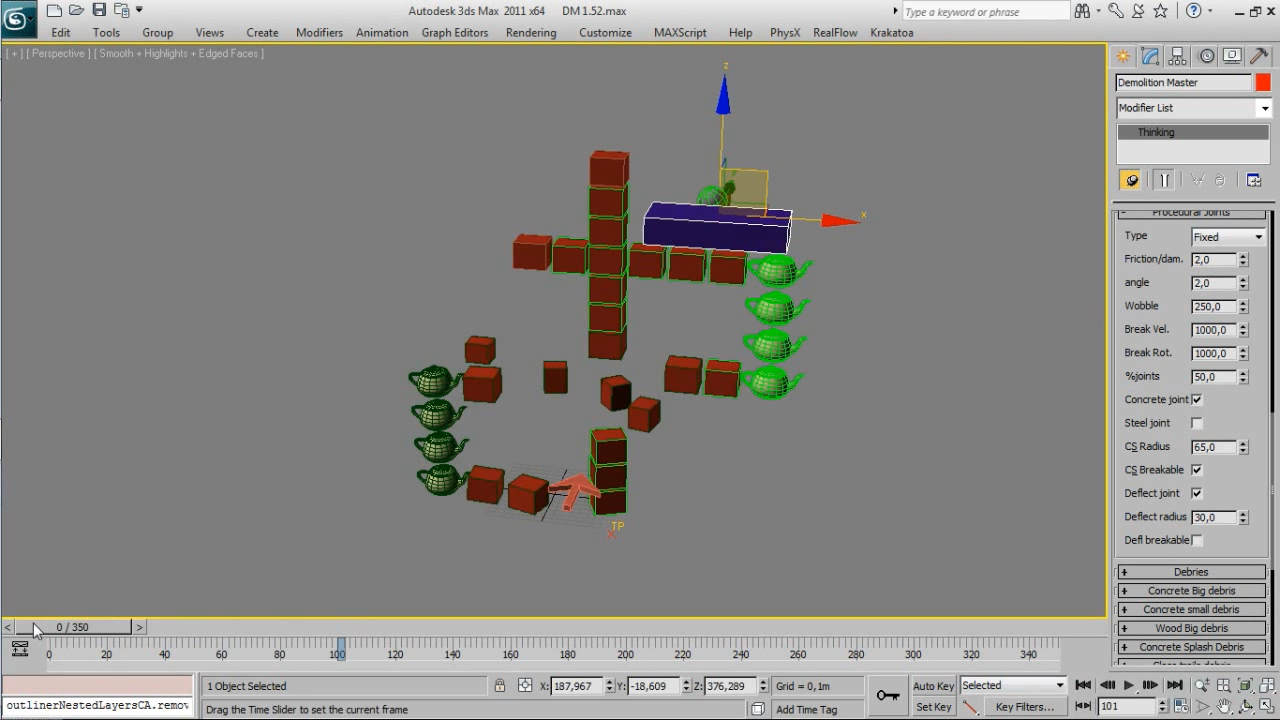 Autodesk 3ds Max 2011 x64 DM 1.52.max
Type a keyword or phrase
Edit Tools Group Views Create Modifiers Animation Graph Editors Rendering Customize MAXScript Help PhysX RealFlow Krakatoa
[ + ] [ Perspective ] [ Smooth + Highlights + Edged Faces ]
Demolition Master
Modifier List
Thinking
z
x
TP
Procedural Joints
Type Fixed
Friction/dam. 2,0
angle 2,0
Wobble 250,0
Break Vel. 1000,0
Break Rot. 1000,0
%joints 50,0
Concrete joint
Steel joint
CS Radius 65,0
CS Breakable
Deflect joint
Deflect radius 30,0
Defl breakable
+ Debries
+ Concrete Big debris
+ Concrete small debris
+ Wood Big debris
+ Concrete Splash Debris
< 0 / 350 >
0 20 40 60 80 100 120 140 160 180 200 220 240 260 280 300 320 340
1 Object Selected X: 187,967 Y: -18,609 Z: 376,289 Grid = 0,1m Auto Key Selected
outlinerNestedLayersCA.remov Drag the Time Slider to set the current frame Add Time Tag Set Key Key Filters... 101